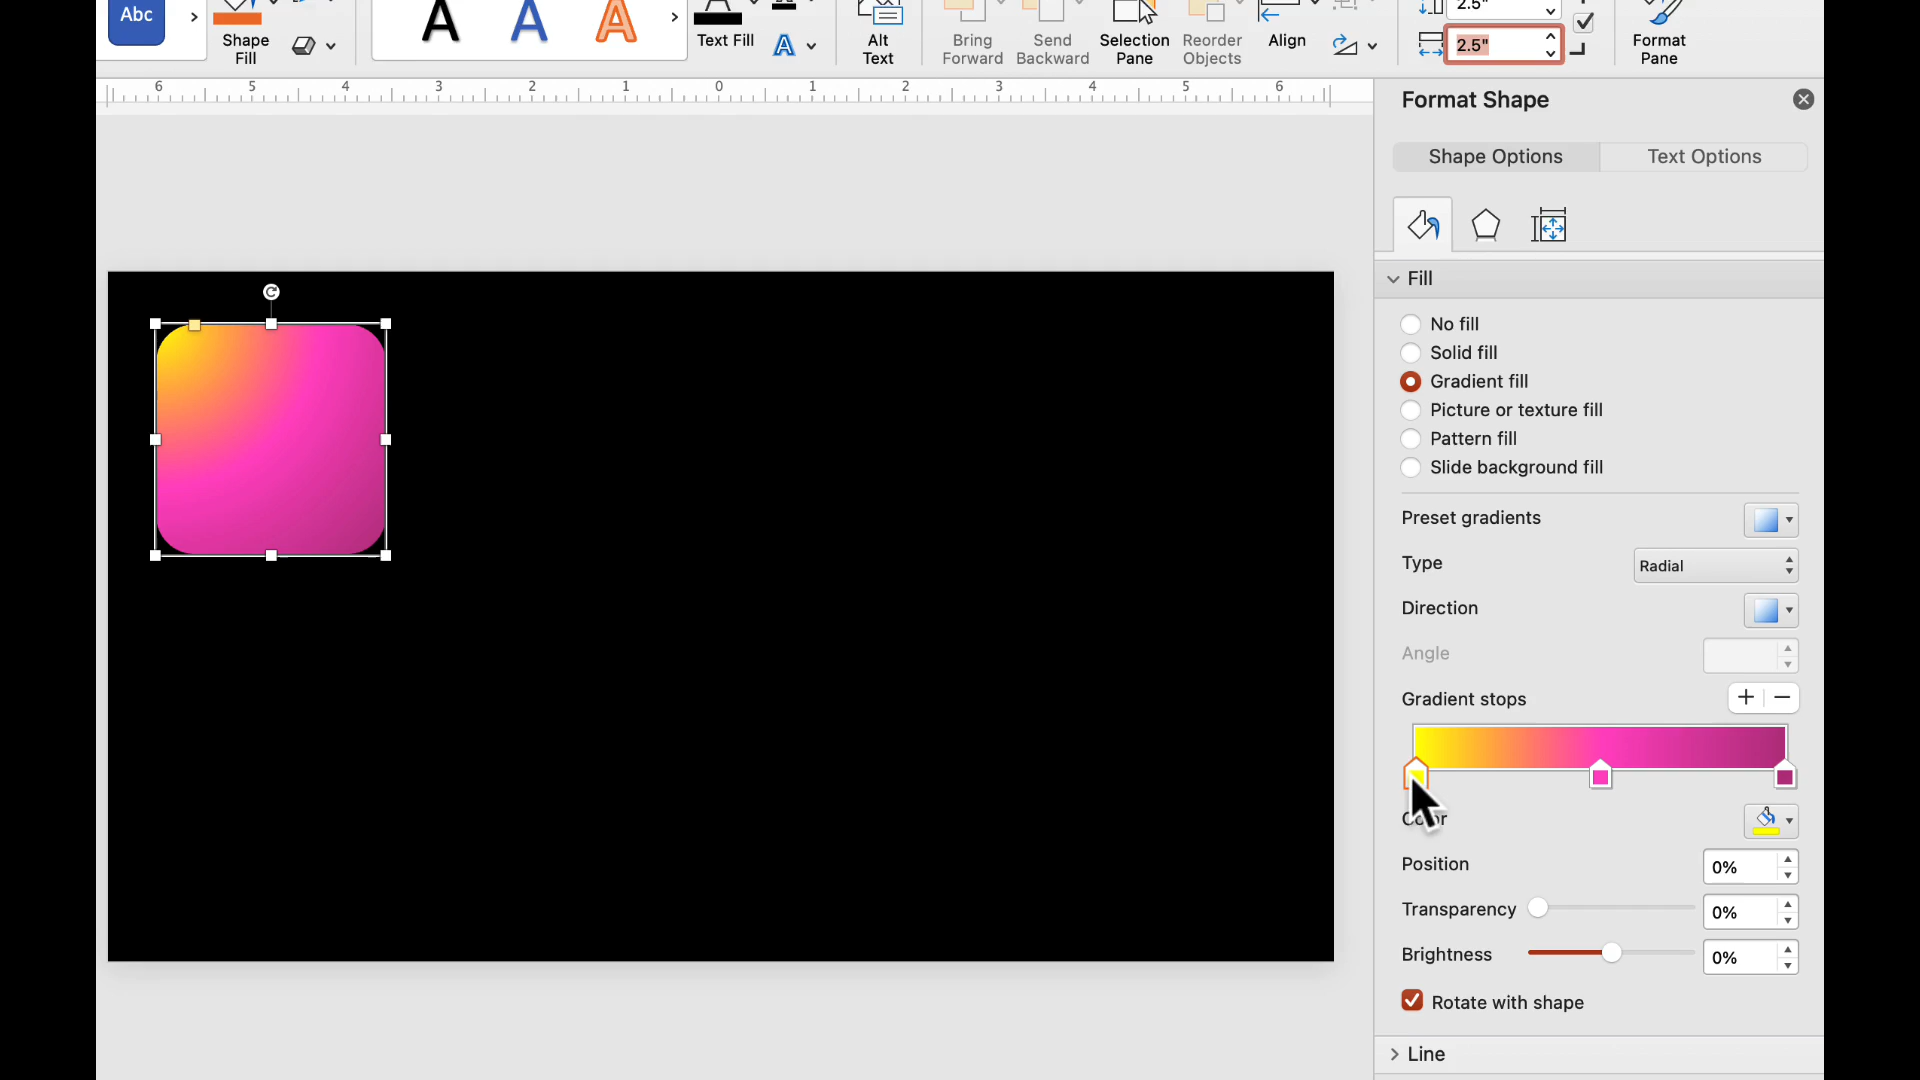 Abc
Shape
Fill
A
A
A
Text Fill
A
Alt
Text
Bring
Forward
Send
Backward
Selection
Pane
Reorder
Objects
Align
2.5"
2.5"
Format
Pane
6 5 4 3 2 1 0 1 2 3 4 5 6
Format Shape
Shape Options
Text Options
Fill
No fill
Solid fill
Gradient fill
Picture or texture fill
Pattern fill
Slide background fill
Preset gradients
Type
Radial
Direction
Angle
Gradient stops
Color
Position
0%
Transparency
0%
Brightness
0%
Rotate with shape
Line